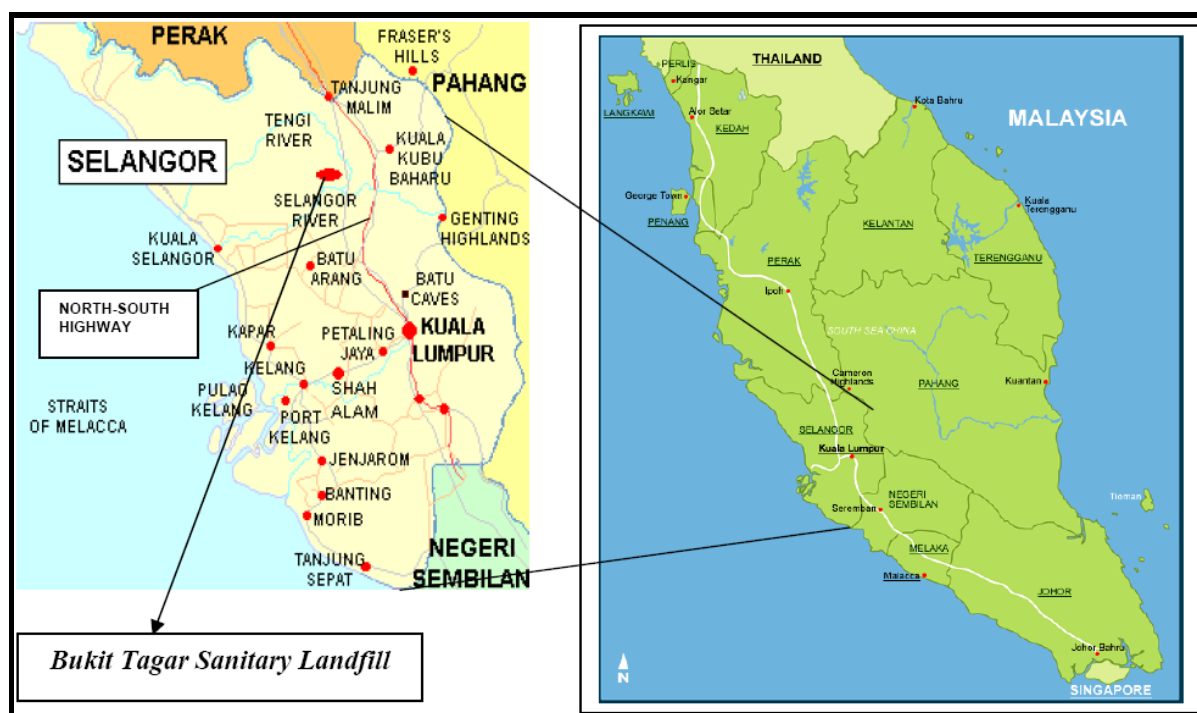 PERAK
FRASER'S
HILLS
PAHANG
TANJUNG
MALIM
TENGI
RIVER
KUALA
KUBU
BAHARU
SELANGOR
SELANGOR
RIVER
GENTING
HIGHLANDS
KUALA
SELANGOR
BATU
ARANG
BATU
CAVES
NORTH-SOUTH
HIGHWAY
KAPAR
PETALING
JAYA
KUALA
LUMPUR
KELANG
PULAO
KELANG
SHAH
ALAM
STRAITS
OF MELACCA
PORT
KELANG
JENJAROM
BANTING
MORIB
TANJUNG
SEPAT
NEGERI
SEMBILAN
Bukit Tagar Sanitary Landfill
THAILAND
PERLIS
Kangar
LANGKAWI
Alor Setar
KEDAH
Kota Bahru
MALAYSIA
George Town
PENANG
Kuala
Terengganu
KELANTAN
TERENGGANU
PERAK
Ipoh
SOUTH SEA CHINA
Cameron
Highlands
PAHANG
Kuantan
SELANGOR
Kuala Lumpur
NEGERI
SEMBILAN
Seremban
Tioman
MELAKA
Malacca
JOHOR
Johor Bahru
SINGAPORE
N